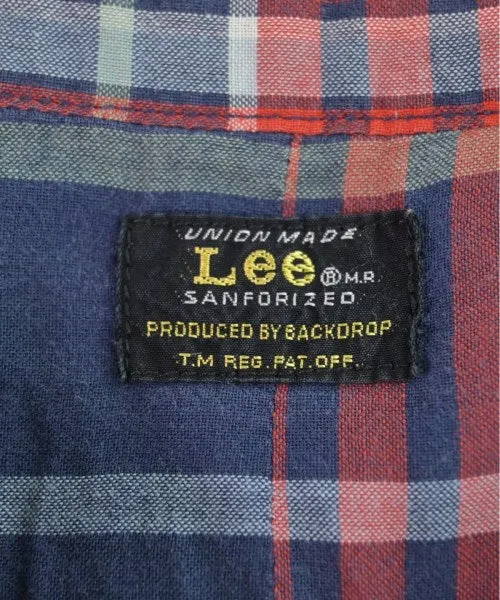 UNION MADE
Lee ® M.R.
SANFORIZED
PRODUCED BY BACKDROP
T.M REG. PAT. OFF.